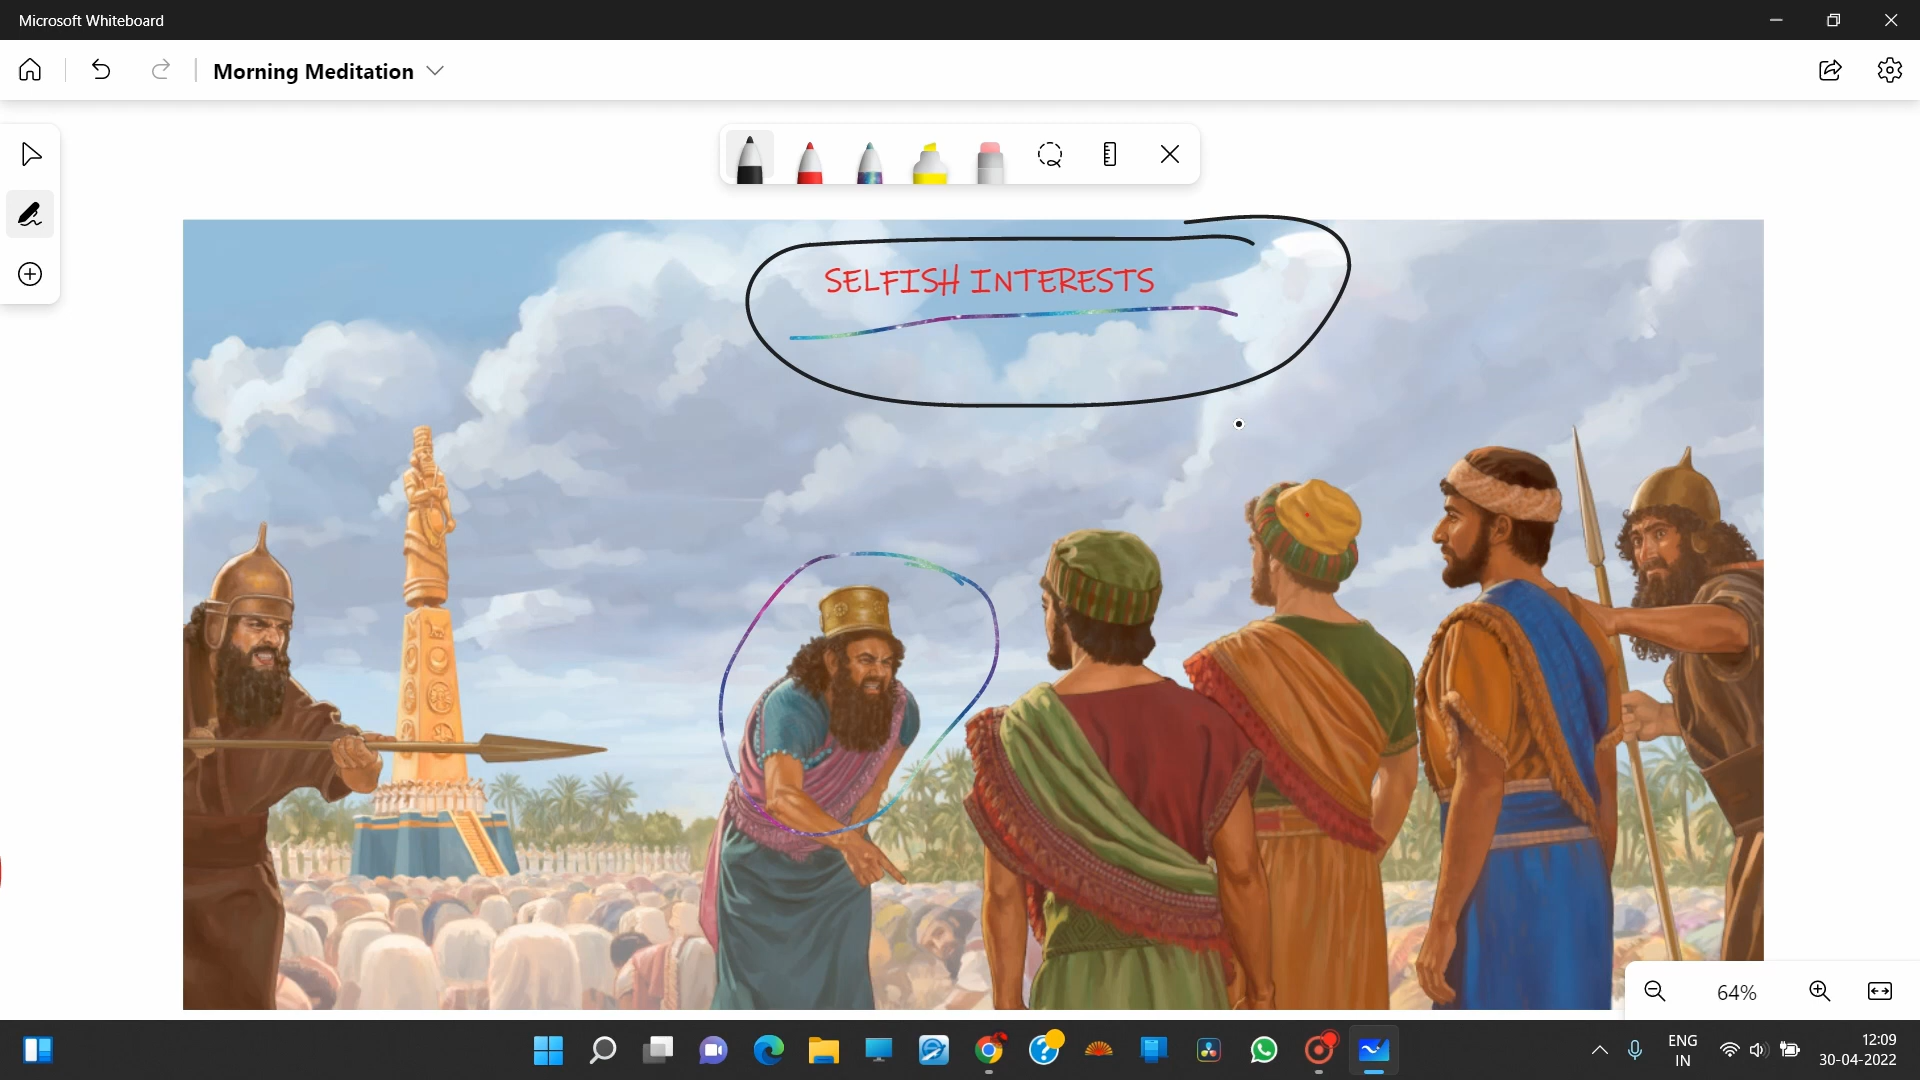 Microsoft Whiteboard
Morning Meditation
SELFISH INTERESTS
64%
ENG
IN
12:09
30-04-2022